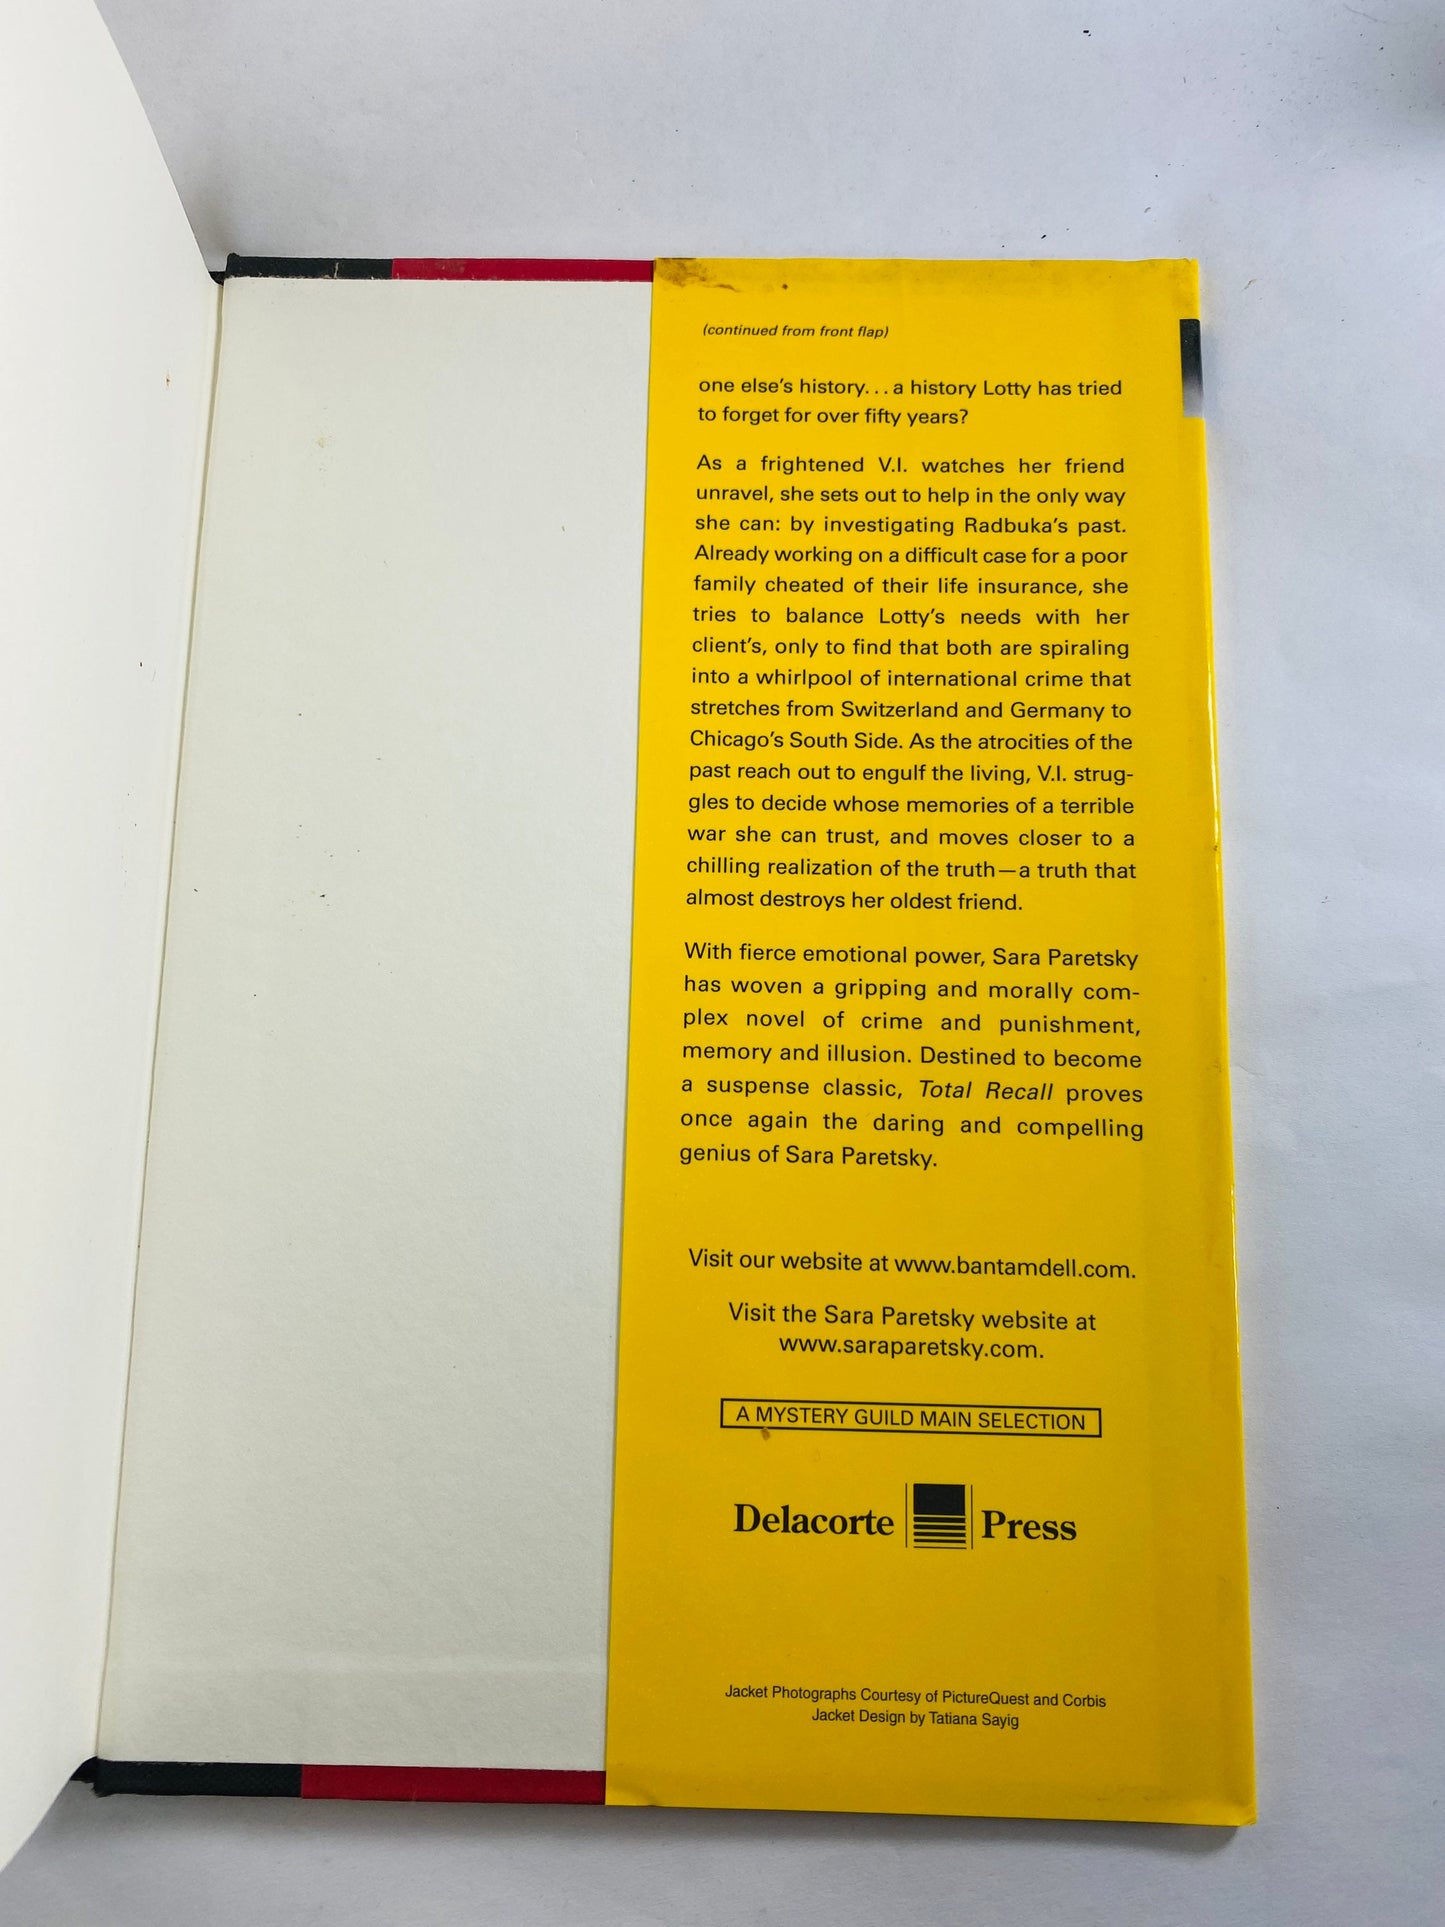 (continued from front flap)
one else's history...a history Lotty has tried
to forget for over fifty years?
As a frightened V.I. watches her friend
unravel, she sets out to help in the only way
she can: by investigating Radbuka's past.
Already working on a difficult case for a poor
family cheated of their life insurance, she
tries to balance Lotty's needs with her
client's, only to find that both are spiraling
into a whirlpool of international crime that
stretches from Switzerland and Germany to
Chicago's South Side. As the atrocities of the
past reach out to engulf the living, V.I. strug-
gles to decide whose memories of a terrible
war she can trust, and moves closer to a
chilling realization of the truth—a truth that
almost destroys her oldest friend.
With fierce emotional power, Sara Paretsky
has woven a gripping and morally com-
plex novel of crime and punishment,
memory and illusion. Destined to become
a suspense classic, Total Recall proves
once again the daring and compelling
genius of Sara Paretsky.
Visit our website at www.bantamdell.com.
Visit the Sara Paretsky website at
www.saraparetsky.com.
A MYSTERY GUILD MAIN SELECTION
Delacorte Press
Jacket Photographs Courtesy of PictureQuest and Corbis
Jacket Design by Tatiana Sayig